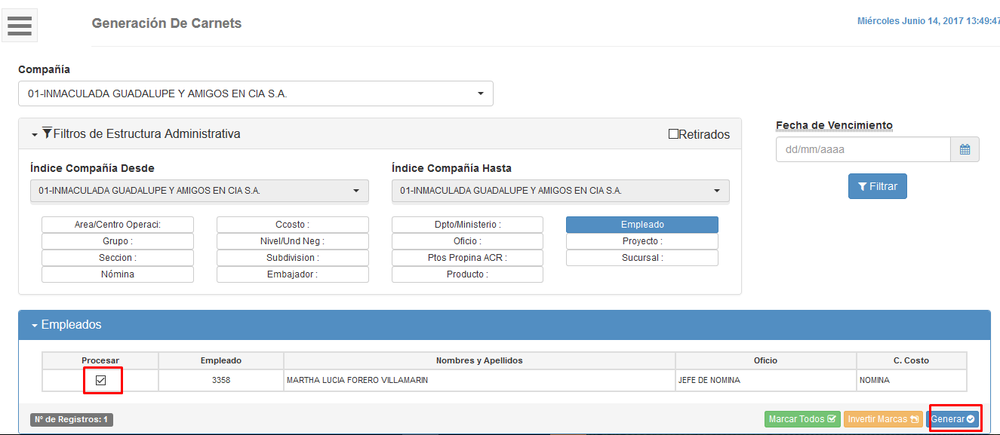 Generación De Carnets
Miércoles Junio 14, 2017 13:49:47
Compañía
01-INMACULADA GUADALUPE Y AMIGOS EN CIA S.A.
Filtros de Estructura Administrativa
Retirados
Fecha de Vencimiento
dd/mm/aaaa
Filtrar
Índice Compañía Desde
Índice Compañía Hasta
01-INMACULADA GUADALUPE Y AMIGOS EN CIA S.A.
01-INMACULADA GUADALUPE Y AMIGOS EN CIA S.A.
Area/Centro Operaci:
Ccosto :
Dpto/Ministerio :
Empleado
Grupo :
Nivel/Und Neg :
Oficio :
Proyecto :
Seccion :
Subdivision :
Ptos Propina ACR :
Sucursal :
Nómina
Embajador :
Producto :
Empleados
Procesar
Empleado
Nombres y Apellidos
Oficio
C. Costo
3358
MARTHA LUCIA FORERO VILLAMARIN
JEFE DE NOMINA
NOMINA
N° de Registros: 1
Marcar Todos
Invertir Marcas
Generar